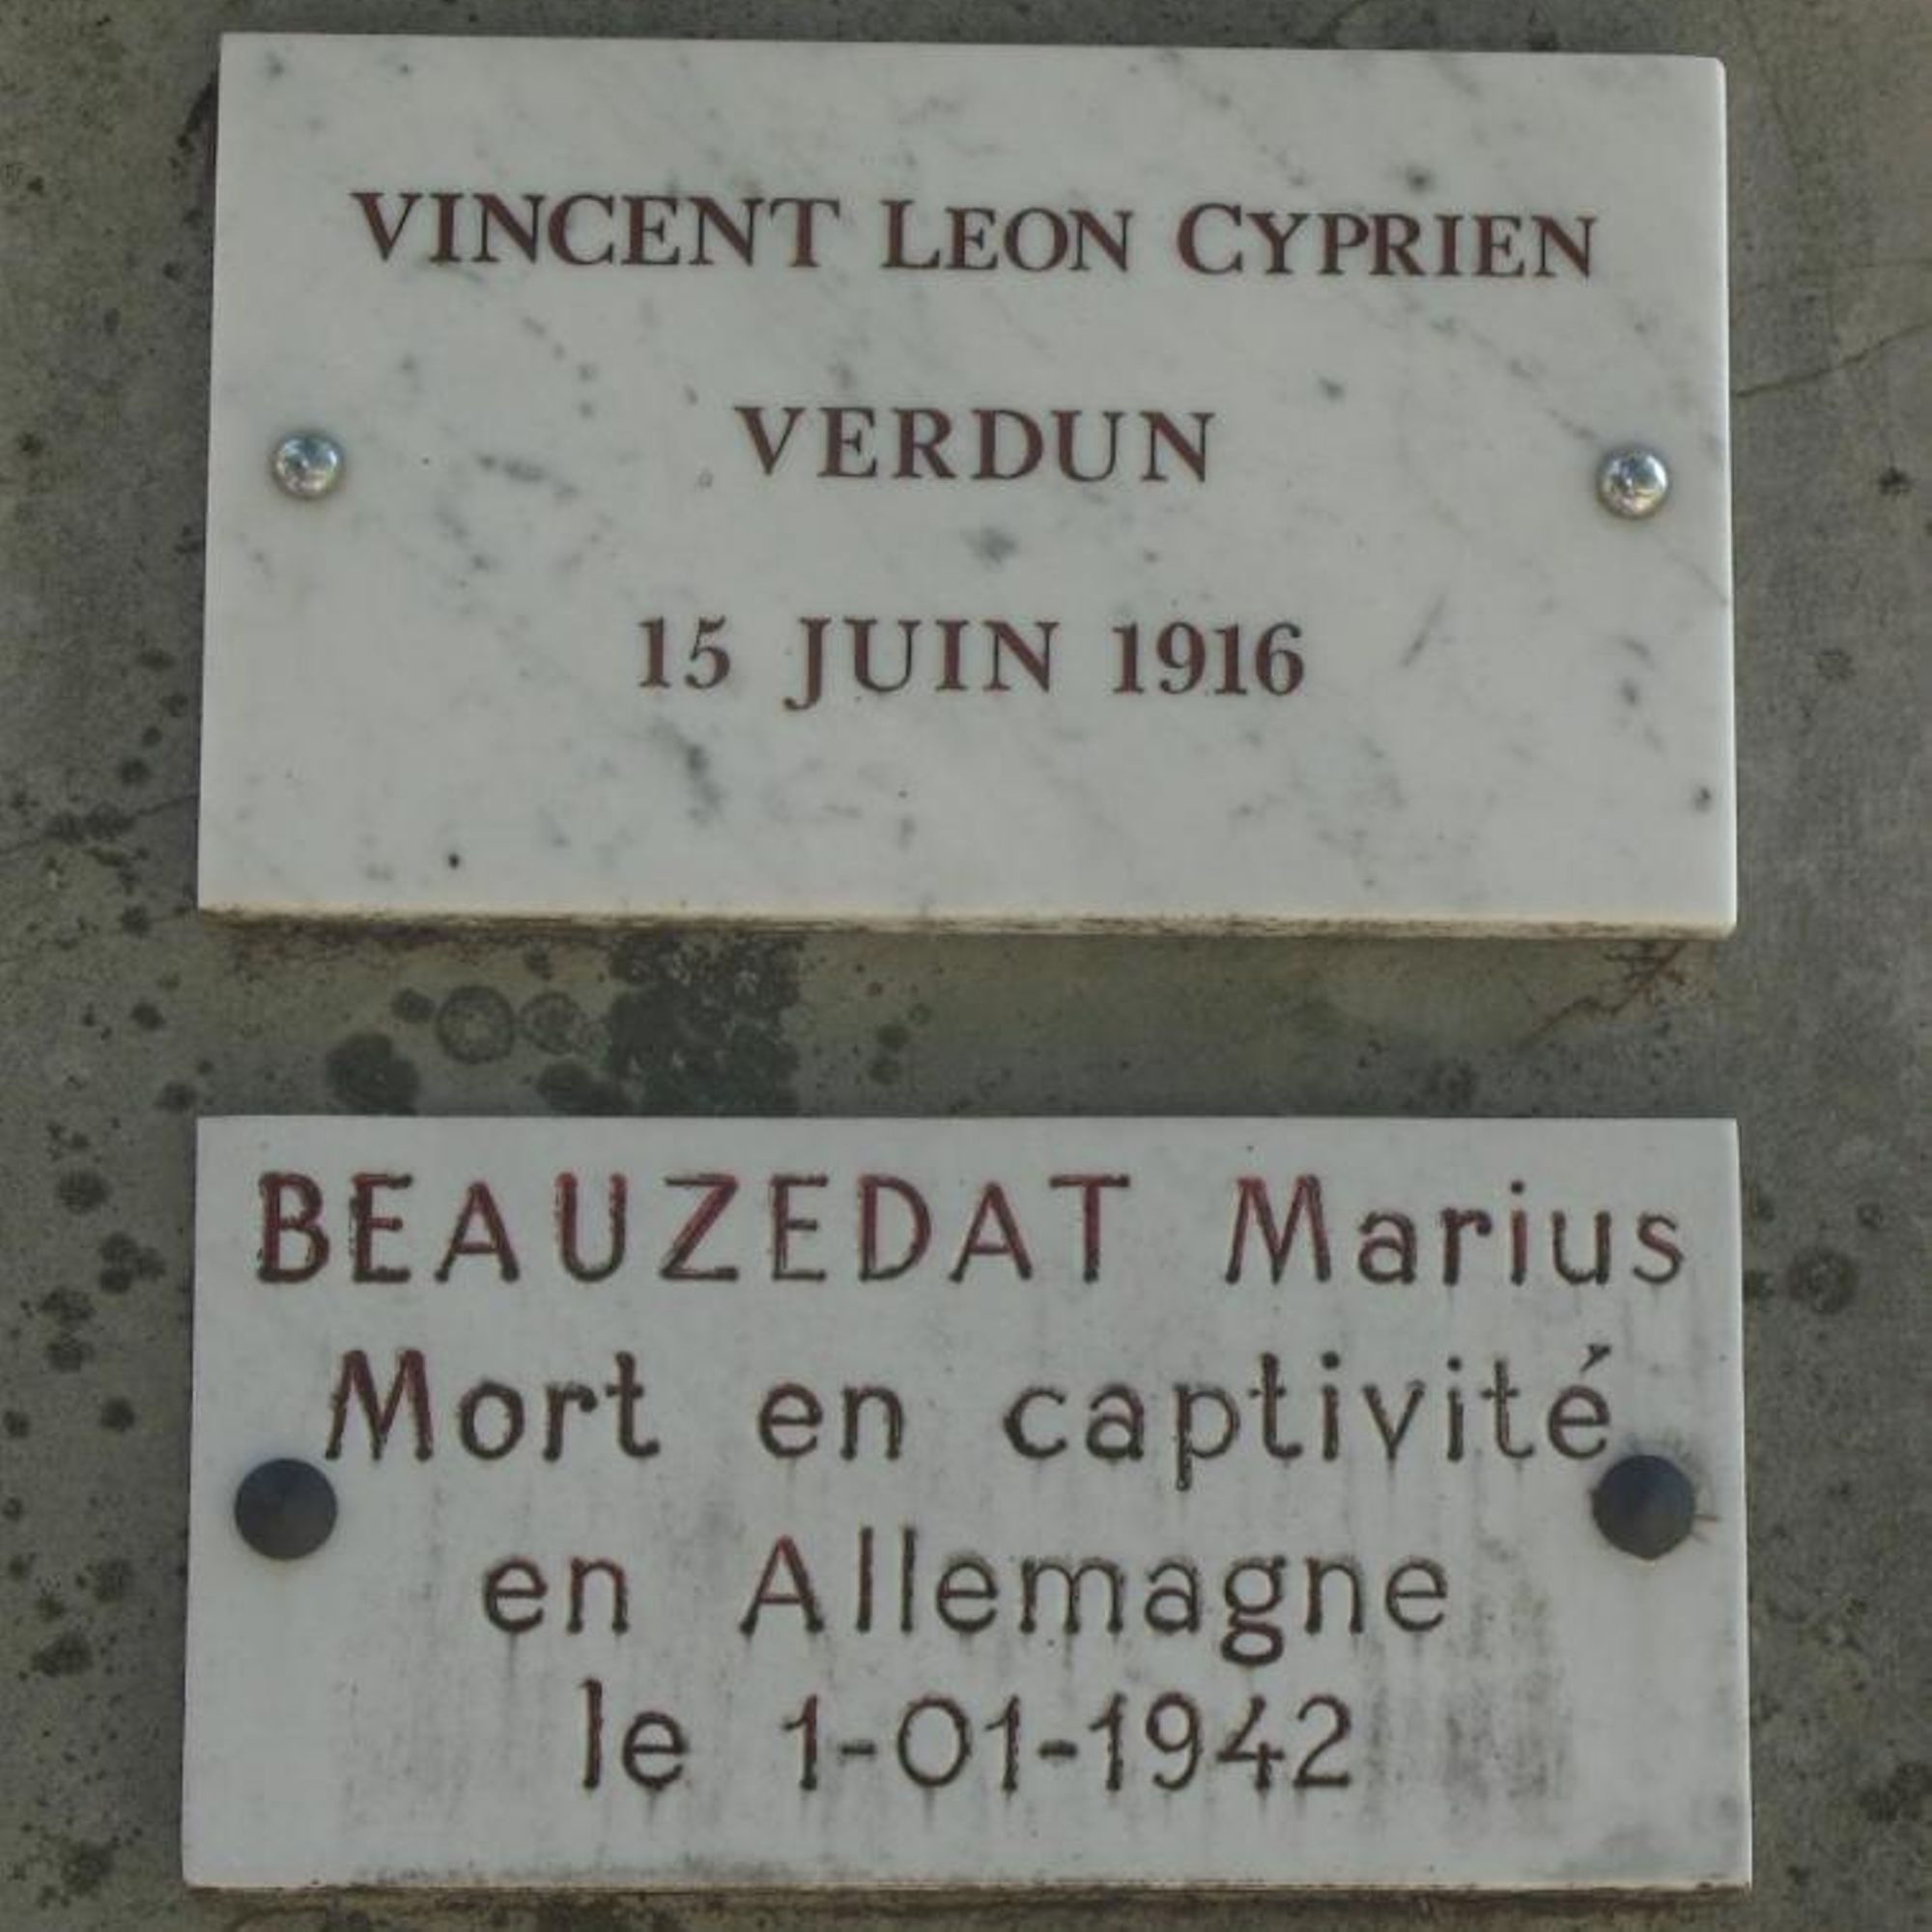 VINCENT LEON CYPRIEN
VERDUN
15 JUIN 1916
BEAUZEDAT Marius
Mort en captivité
en Allemagne
le 1-01-1942